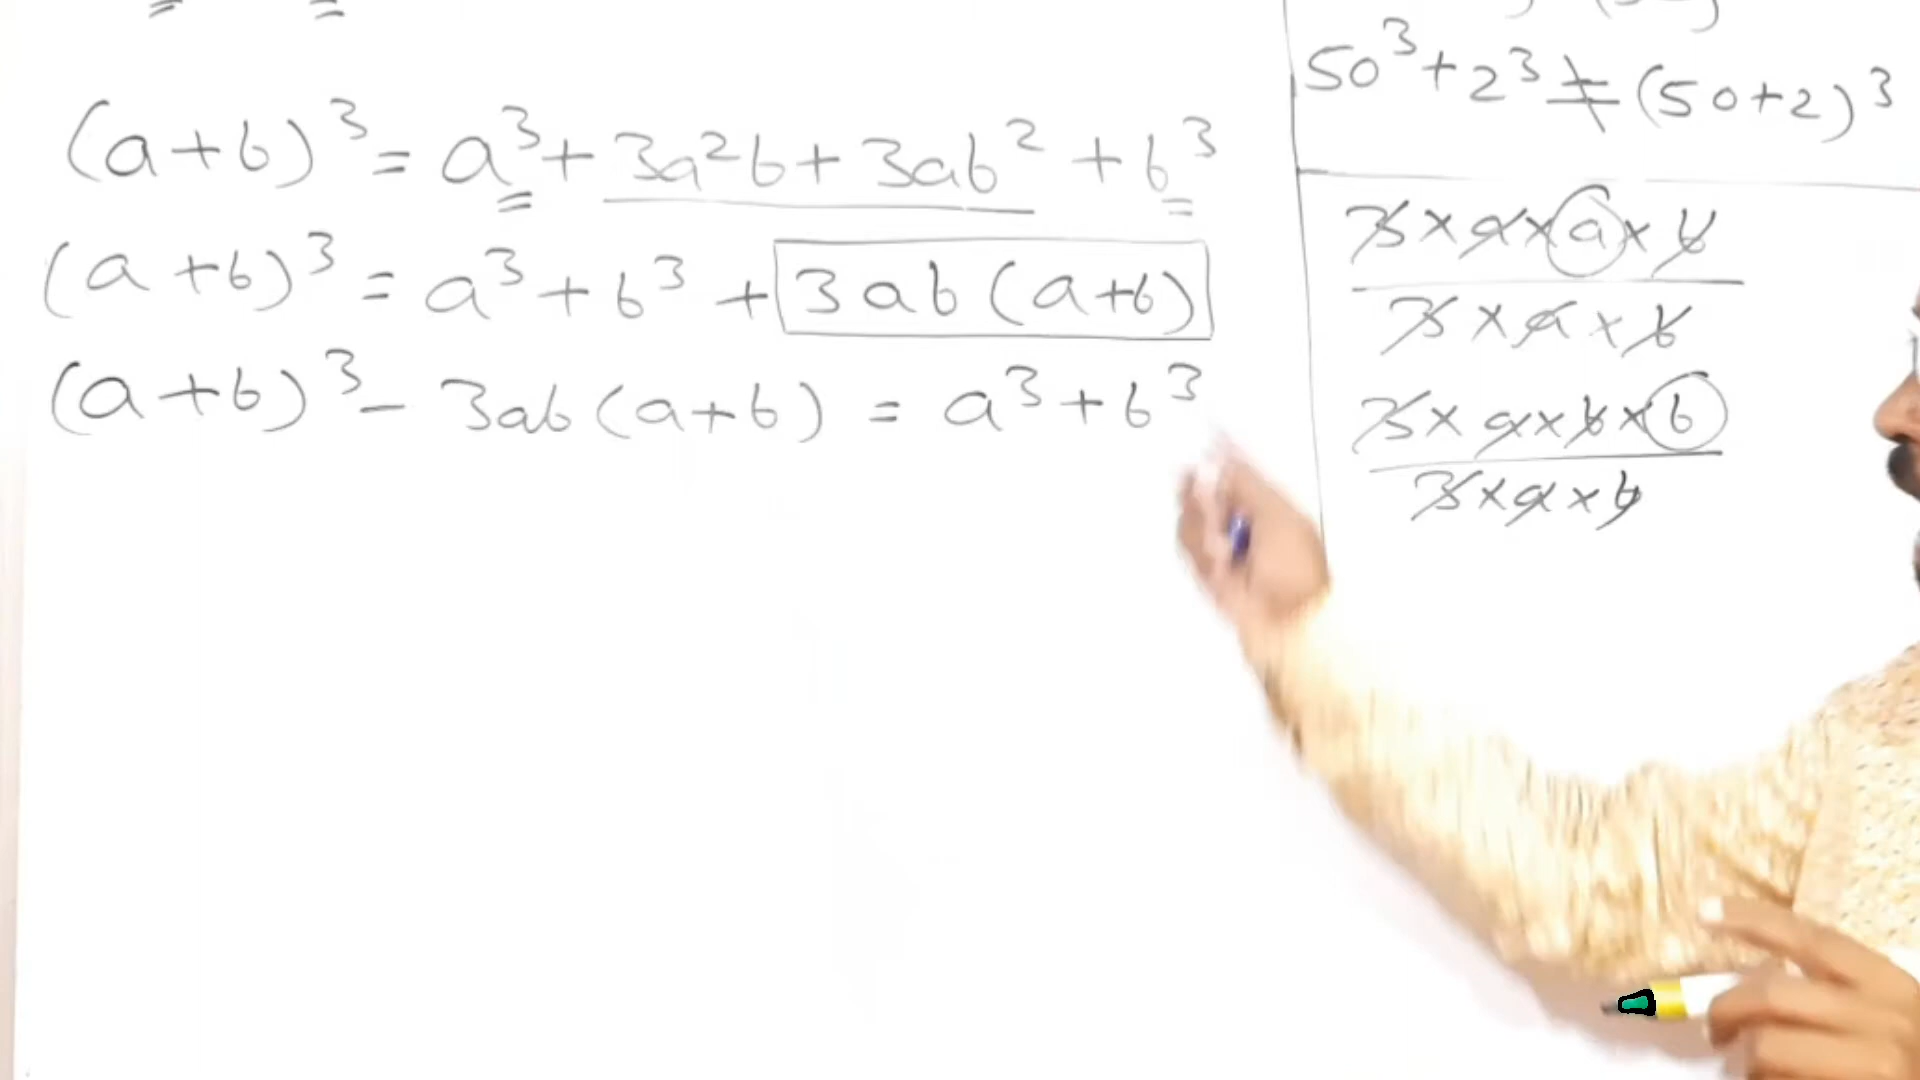 (a+b)³ = a³ + 3a²b + 3ab² + b³
(a+b)³ = a³ + b³ + 3ab(a+b)
(a+b)³ - 3ab(a+b) = a³ + b³
50³ + 2³ ≠ (50+2)³
3 × a × a × b
3 × a × b
3 × a × b × b
3 × a × b